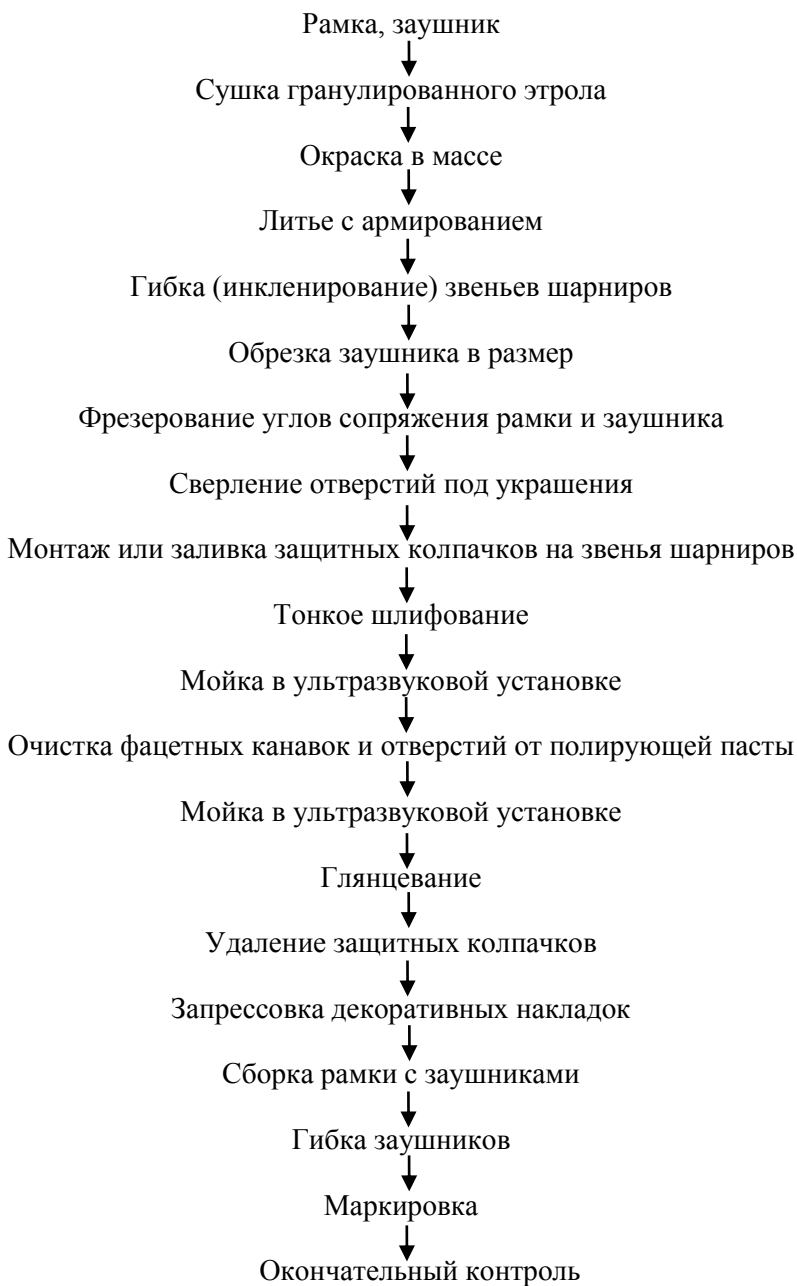 Рамка, заушник
Сушка гранулированного этрола
Окраска в массе
Литье с армированием
Гибка (инкленирование) звеньев шарниров
Обрезка заушника в размер
Фрезерование углов сопряжения рамки и заушника
Сверление отверстий под украшения
Монтаж или заливка защитных колпачков на звенья шарниров
Тонкое шлифование
Мойка в ультразвуковой установке
Очистка фацетных канавок и отверстий от полирующей пасты
Мойка в ультразвуковой установке
Глянцевание
Удаление защитных колпачков
Запрессовка декоративных накладок
Сборка рамки с заушниками
Гибка заушников
Маркировка
Окончательный контроль